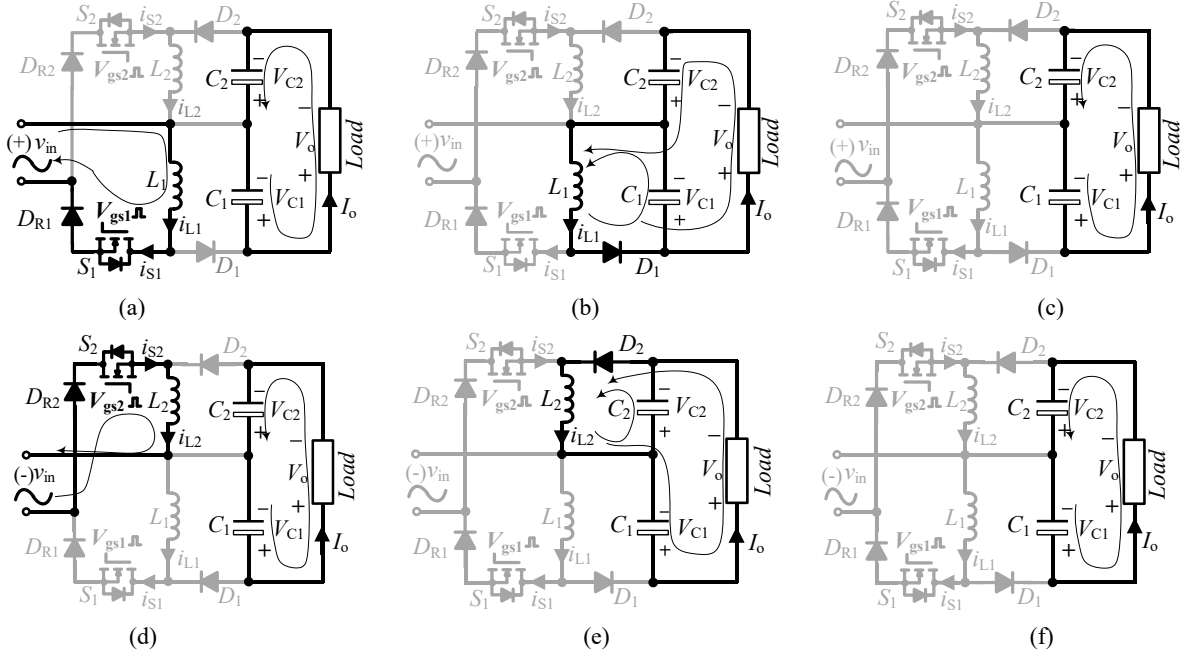 S2 iS2 D2
DR2 Vgs2 L2 C2 − VC2 +
iL2
(+) vin − Vo + Load
L1 C1 − VC1 +
DR1 Vgs1 iL1 Io
S1 iS1 D1
(a)
S2 iS2 D2
DR2 Vgs2 L2 C2 − VC2 +
iL2
(+) vin − Vo + Load
L1 C1 − VC1 +
DR1 Vgs1 iL1 Io
S1 iS1 D1
(b)
S2 iS2 D2
DR2 Vgs2 L2 C2 − VC2 +
iL2
(+) vin − Vo + Load
L1 C1 − VC1 +
DR1 Vgs1 iL1 Io
S1 iS1 D1
(c)
S2 iS2 D2
DR2 Vgs2 L2 C2 − VC2 +
iL2
(-) vin − Vo + Load
L1 C1 − VC1 +
DR1 Vgs1 iL1 Io
S1 iS1 D1
(d)
S2 iS2 D2
DR2 Vgs2 L2 C2 − VC2 +
iL2
(-) vin − Vo + Load
L1 C1 − VC1 +
DR1 Vgs1 iL1 Io
S1 iS1 D1
(e)
S2 iS2 D2
DR2 Vgs2 L2 C2 − VC2 +
iL2
(-) vin − Vo + Load
L1 C1 − VC1 +
DR1 Vgs1 iL1 Io
S1 iS1 D1
(f)